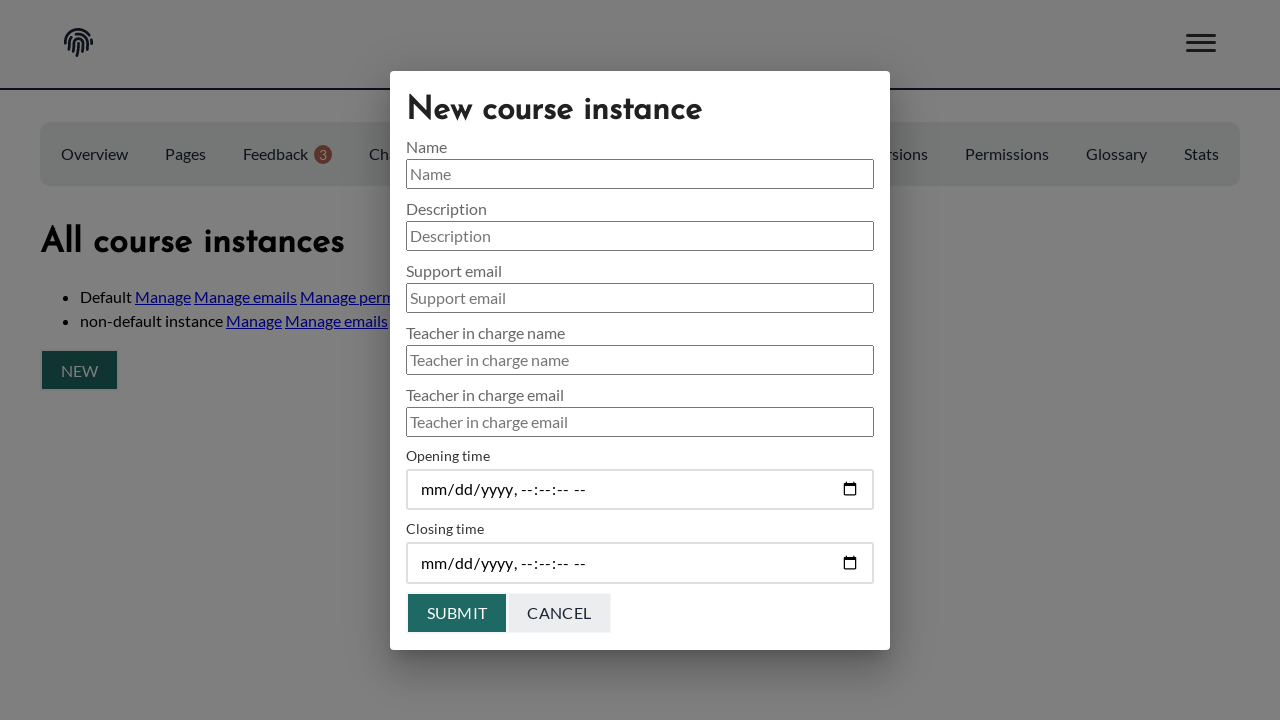 Overview Pages Feedback 3 Ch rsions Permissions Glossary Stats
All course instances
Default Manage Manage emails Manage perm
non-default instance Manage Manage emails
NEW
New course instance
Name
Name
Description
Description
Support email
Support email
Teacher in charge name
Teacher in charge name
Teacher in charge email
Teacher in charge email
Opening time
mm/dd/yyyy, --:--:-- --
Closing time
mm/dd/yyyy, --:--:-- --
SUBMIT CANCEL